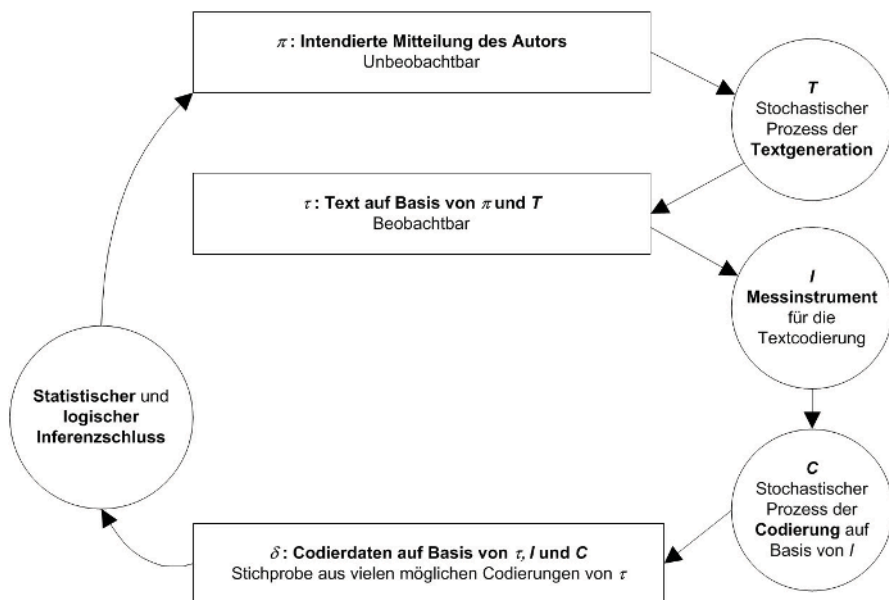 π : Intendierte Mitteilung des Autors
Unbeobachtbar
T
Stochastischer
Prozess der
Textgeneration
τ : Text auf Basis von π und T
Beobachtbar
I
Messinstrument
für die
Textcodierung
Statistischer und
logischer
Inferenzschluss
C
Stochastischer
Prozess der
Codierung auf
Basis von I
δ : Codierdaten auf Basis von τ, I und C
Stichprobe aus vielen möglichen Codierungen von τ